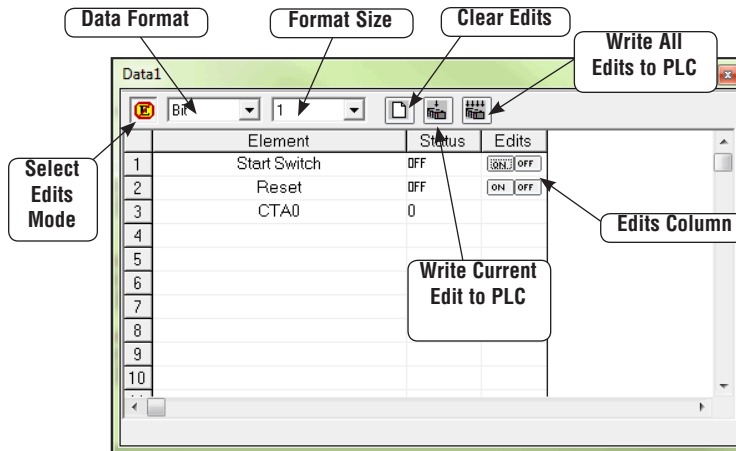 Data Format
Format Size
Clear Edits
Write All
Edits to PLC
Data1
E Bit 1
Element Status Edits
1 Start Switch OFF ON OFF
2 Reset OFF ON OFF
3 CTA0 0
4
5
6
7
8
9
10
Select
Edits
Mode
Edits Column
Write Current
Edit to PLC